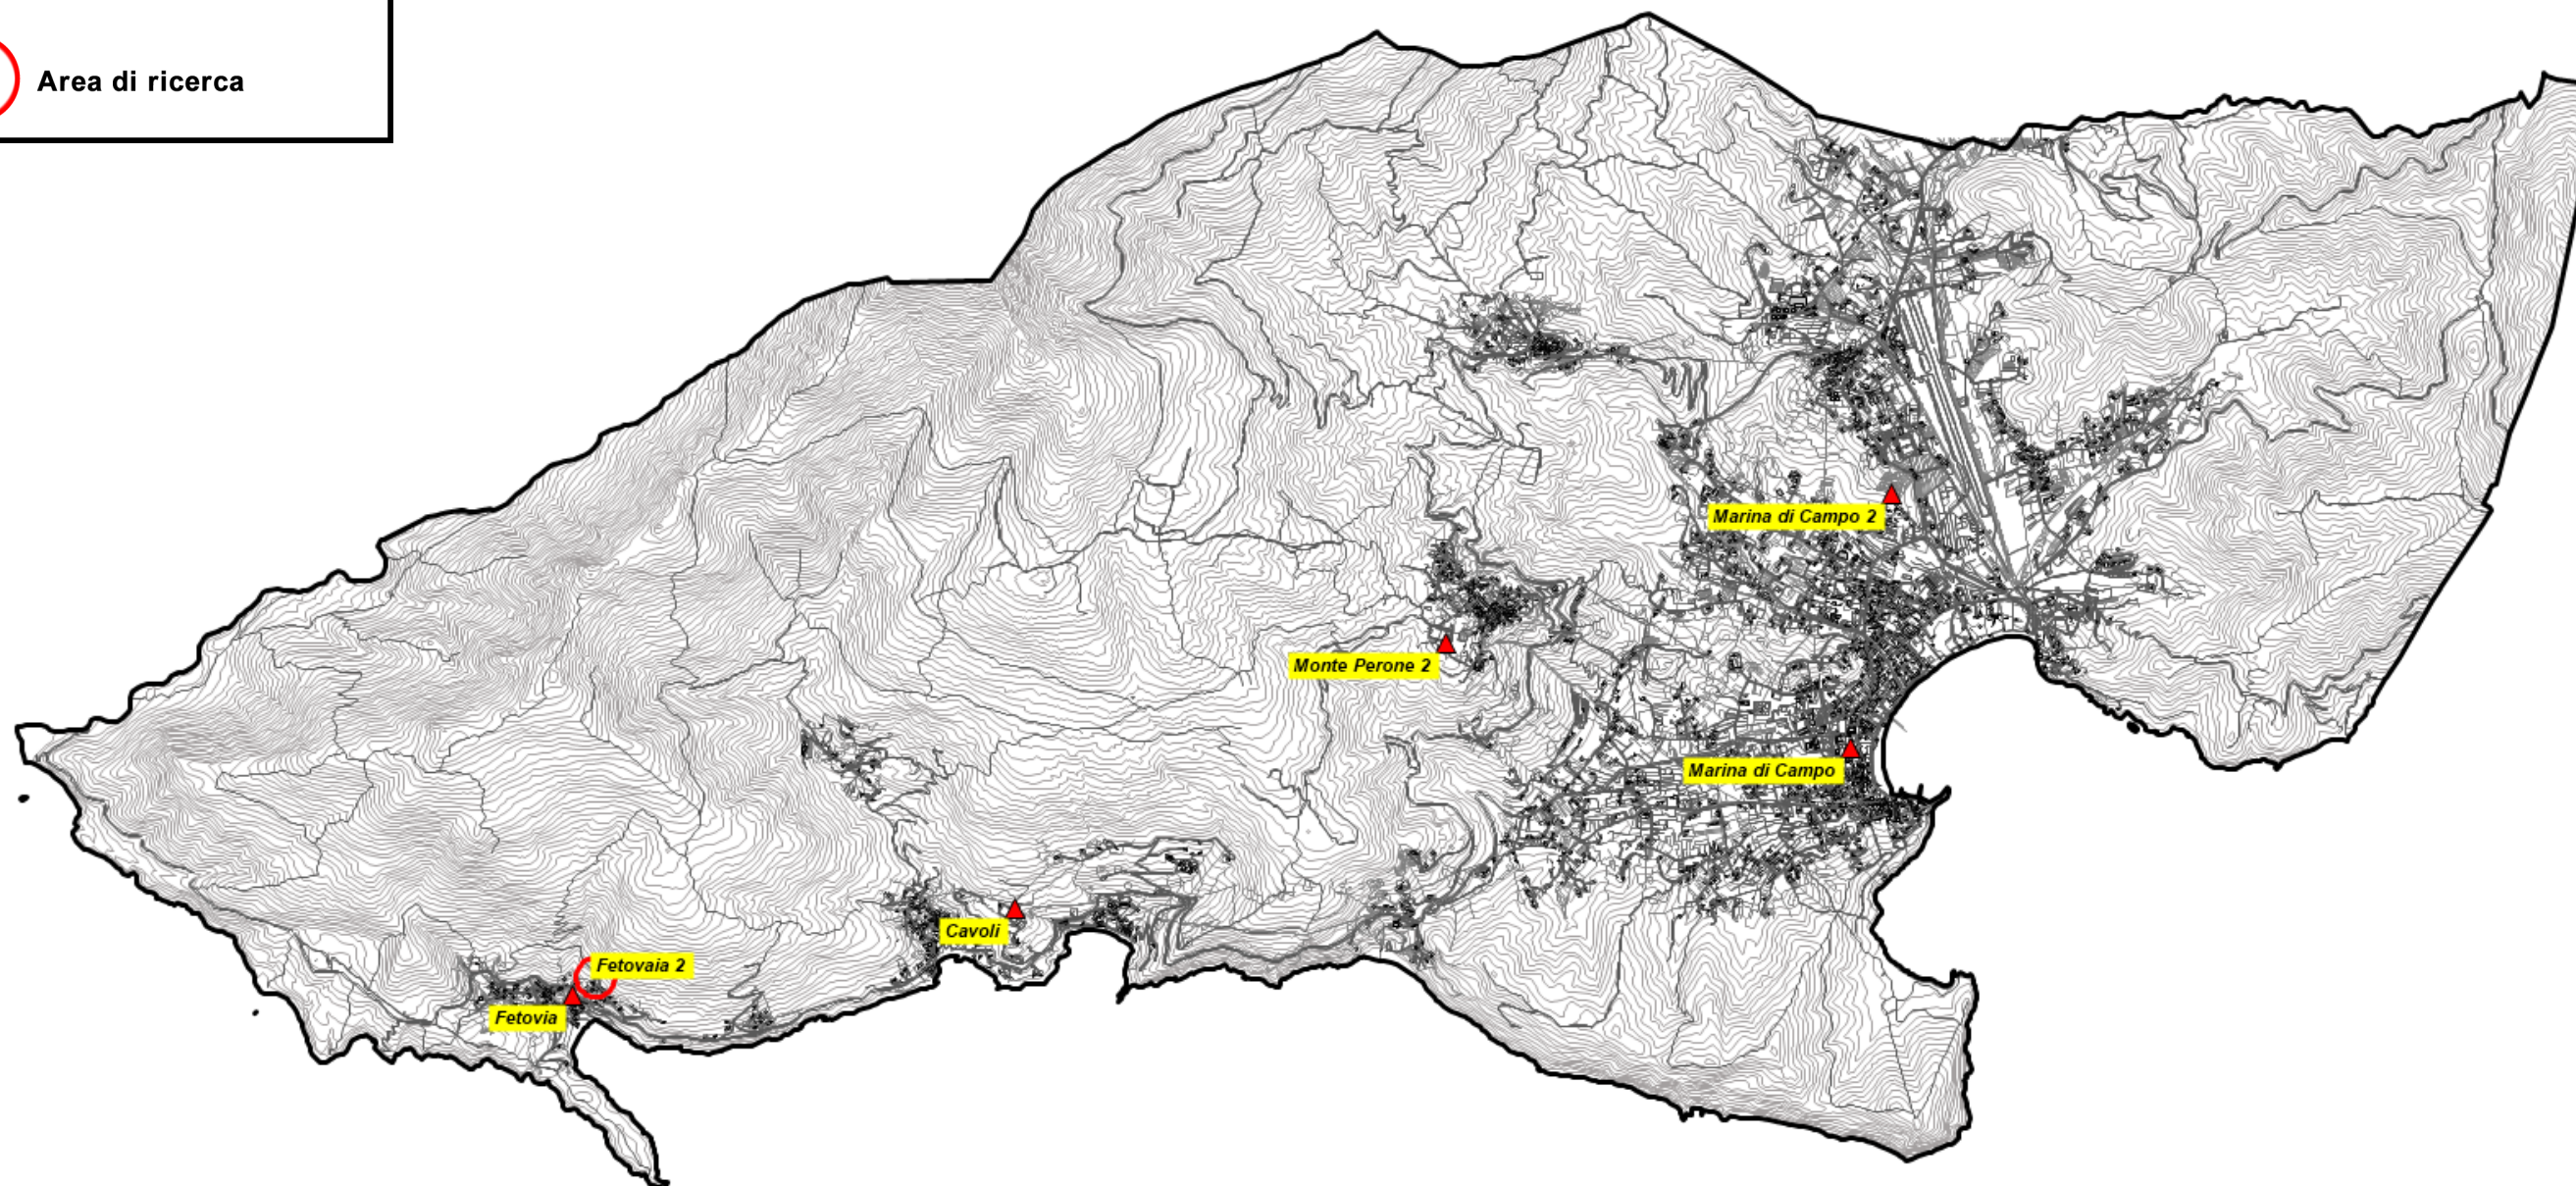 Area di ricerca
Marina di Campo 2
Monte Perone 2
Marina di Campo
Cavoli
Fetovaia 2
Fetovia